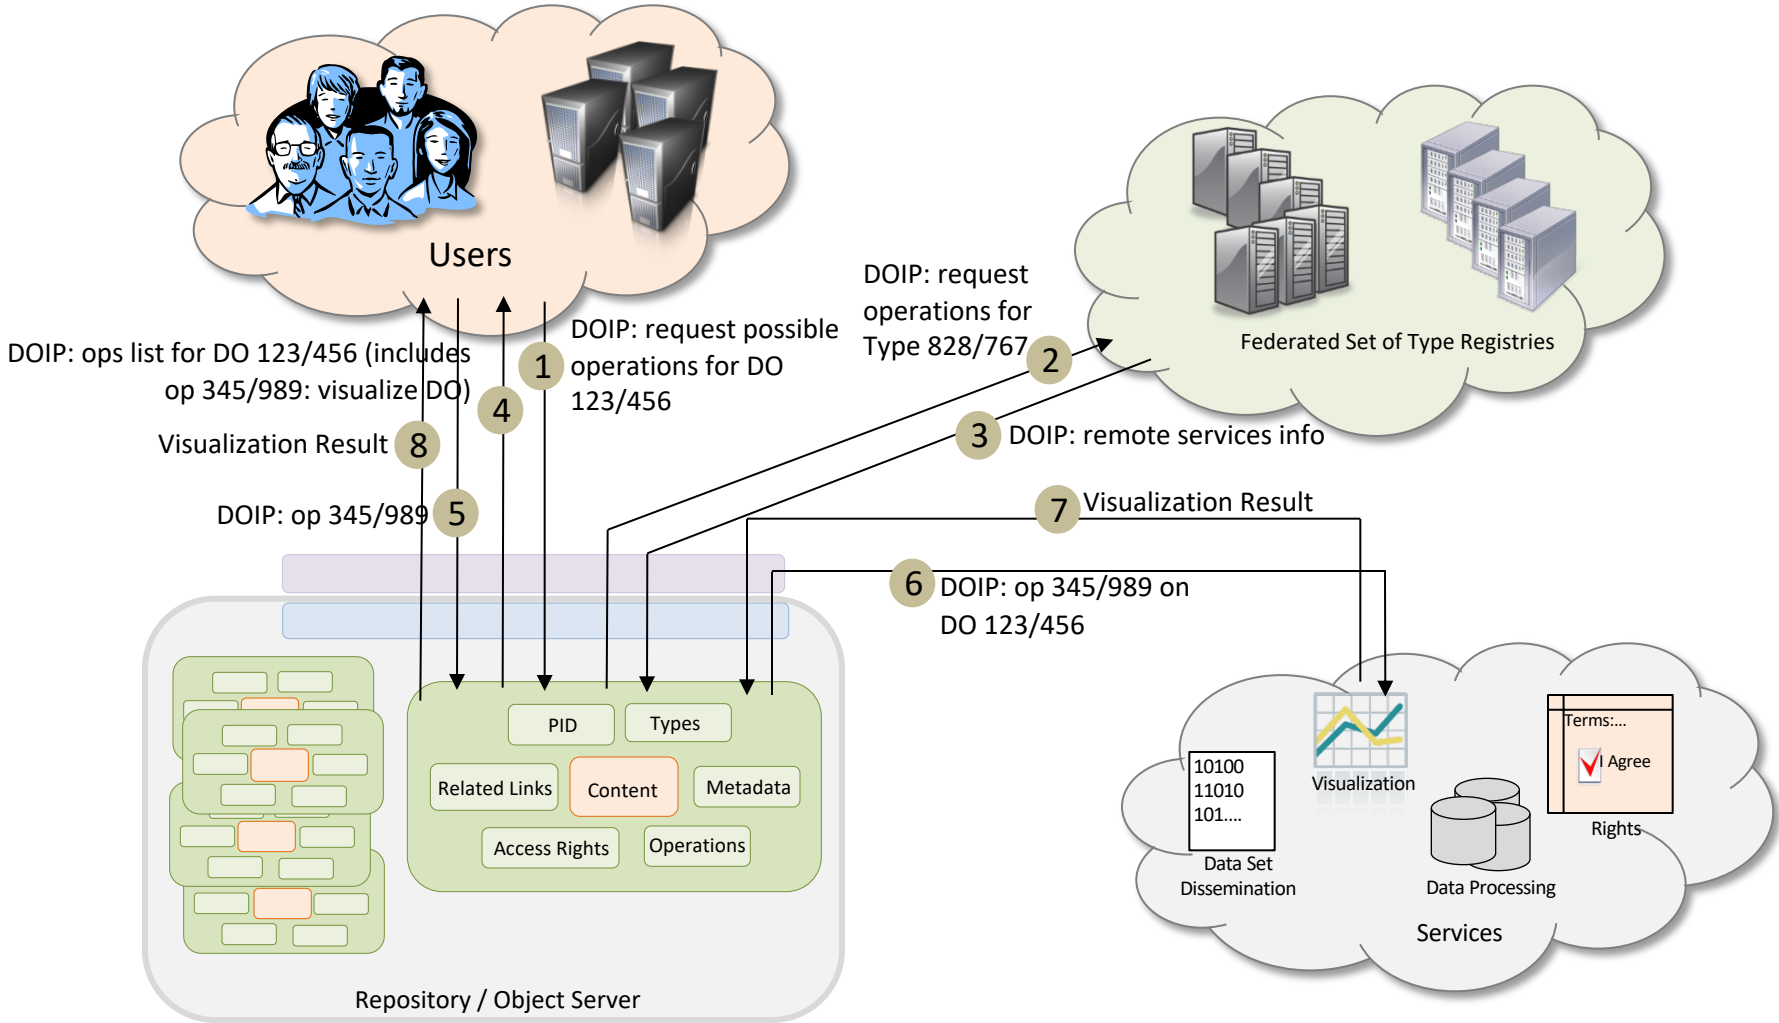 Users
DOIP: request
operations for
Type 828/767
2
Federated Set of Type Registries
DOIP: request possible
operations for DO
123/456
1
DOIP: ops list for DO 123/456 (includes
op 345/989: visualize DO)
4
Visualization Result
8
3
DOIP: remote services info
DOIP: op 345/989
5
7
Visualization Result
6
DOIP: op 345/989 on
DO 123/456
PID
Types
Related Links
Content
Metadata
Access Rights
Operations
Repository / Object Server
10100
11010
101....
Data Set
Dissemination
Visualization
Data Processing
Terms:...
I Agree
Rights
Services